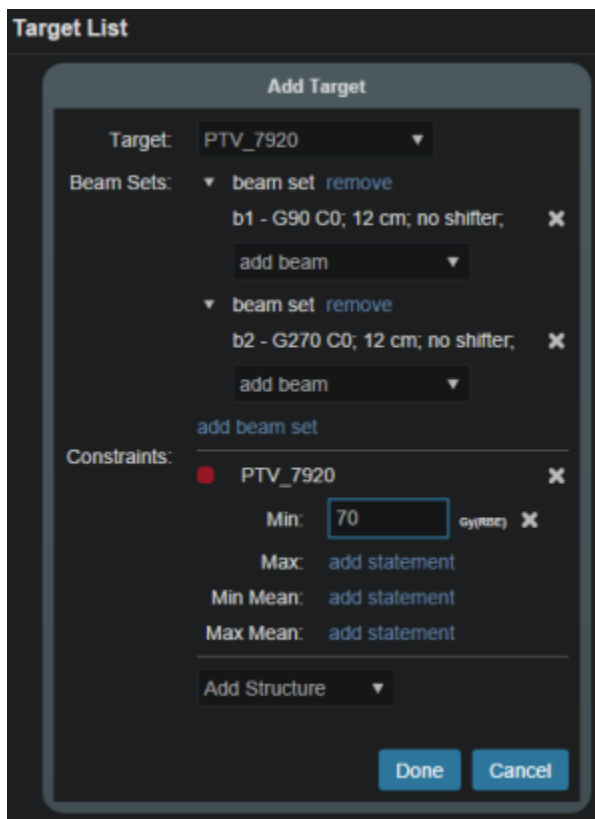 Target List
Add Target
Target: PTV_7920
Beam Sets: beam set remove
b1 - G90 C0; 12 cm; no shifter;
add beam
beam set remove
b2 - G270 C0; 12 cm; no shifter;
add beam
add beam set
Constraints:
PTV_7920
Min: 70 Gy(RBE)
Max: add statement
Min Mean: add statement
Max Mean: add statement
Add Structure
Done Cancel